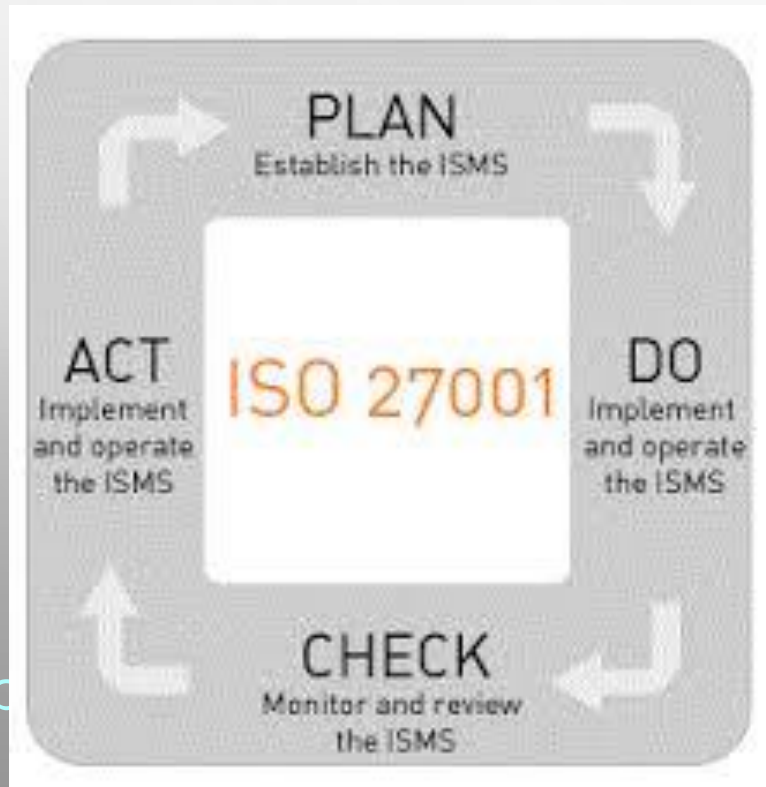 PLAN
Establish the ISMS
ACT
Implement
and operate
the ISMS
ISO 27001
DO
Implement
and operate
the ISMS
CHECK
Monitor and review
the ISMS